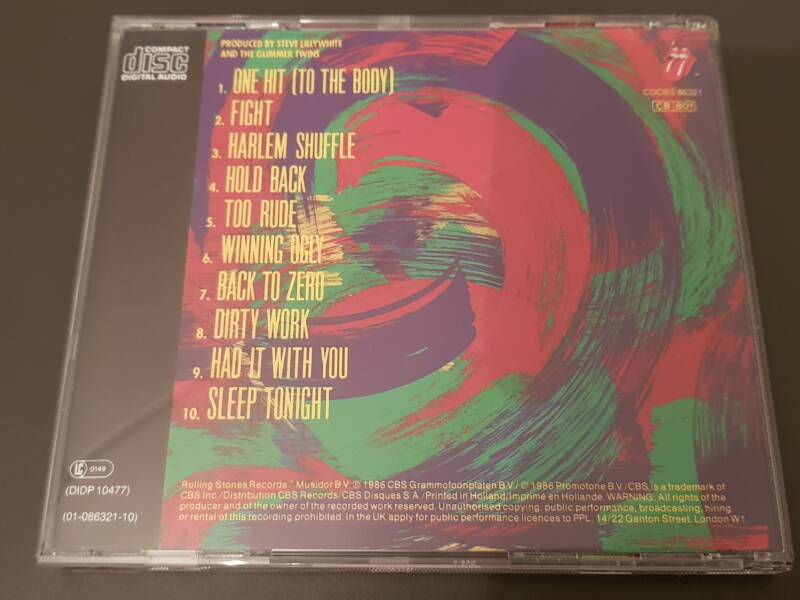 COMPACT
disc
DIGITAL AUDIO
PRODUCED BY STEVE LILLYWHITE
AND THE GLIMMER TWINS
1. ONE HIT (TO THE BODY)
2. FIGHT
3. HARLEM SHUFFLE
4. HOLD BACK
5. TOO RUDE
6. WINNING UGLY
7. BACK TO ZERO
8. DIRTY WORK
9. HAD IT WITH YOU
10. SLEEP TONIGHT
CDCBS 86321
CB 801
LC 0149
(DIDP 10477)
(01-086321-10)
Rolling Stones Records™ Musidor B.V. ℗ 1986 CBS Grammofoonplaten B.V./ © 1986 Promotone B.V./CBS, is a trademark of
CBS Inc./Distribution CBS Records/CBS Disques S.A./Printed in Holland/Imprimé en Hollande. WARNING: All rights of the
producer and of the owner of the recorded work reserved. Unauthorised copying, public performance, broadcasting, hiring
or rental of this recording prohibited. In the UK apply for public performance licences to PPL, 14/22 Ganton Street, London W1.